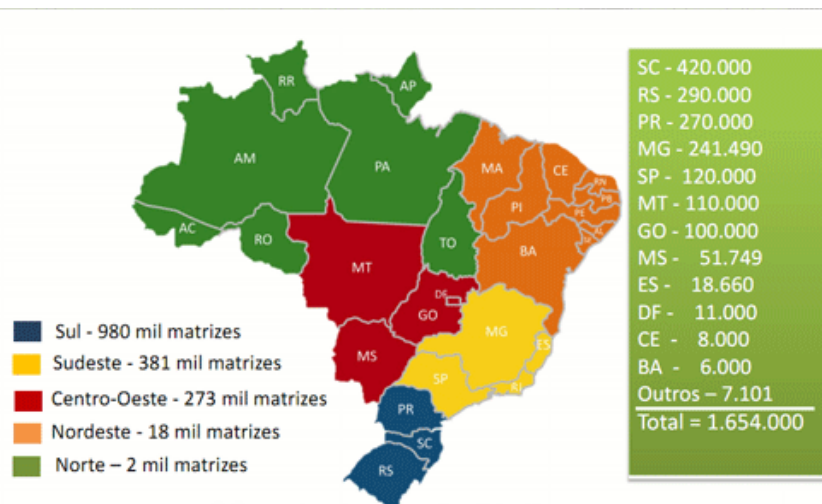 RR
AP
AM
PA
MA
CE
RN
PB
PI
PE
AL
SE
AC
RO
TO
BA
MT
DF
GO
MG
ES
MS
SP
RJ
PR
SC
RS
Sul - 980 mil matrizes
Sudeste - 381 mil matrizes
Centro-Oeste - 273 mil matrizes
Nordeste - 18 mil matrizes
Norte – 2 mil matrizes
SC - 420.000
RS - 290.000
PR - 270.000
MG - 241.490
SP - 120.000
MT - 110.000
GO - 100.000
MS - 51.749
ES - 18.660
DF - 11.000
CE - 8.000
BA - 6.000
Outros – 7.101
Total = 1.654.000